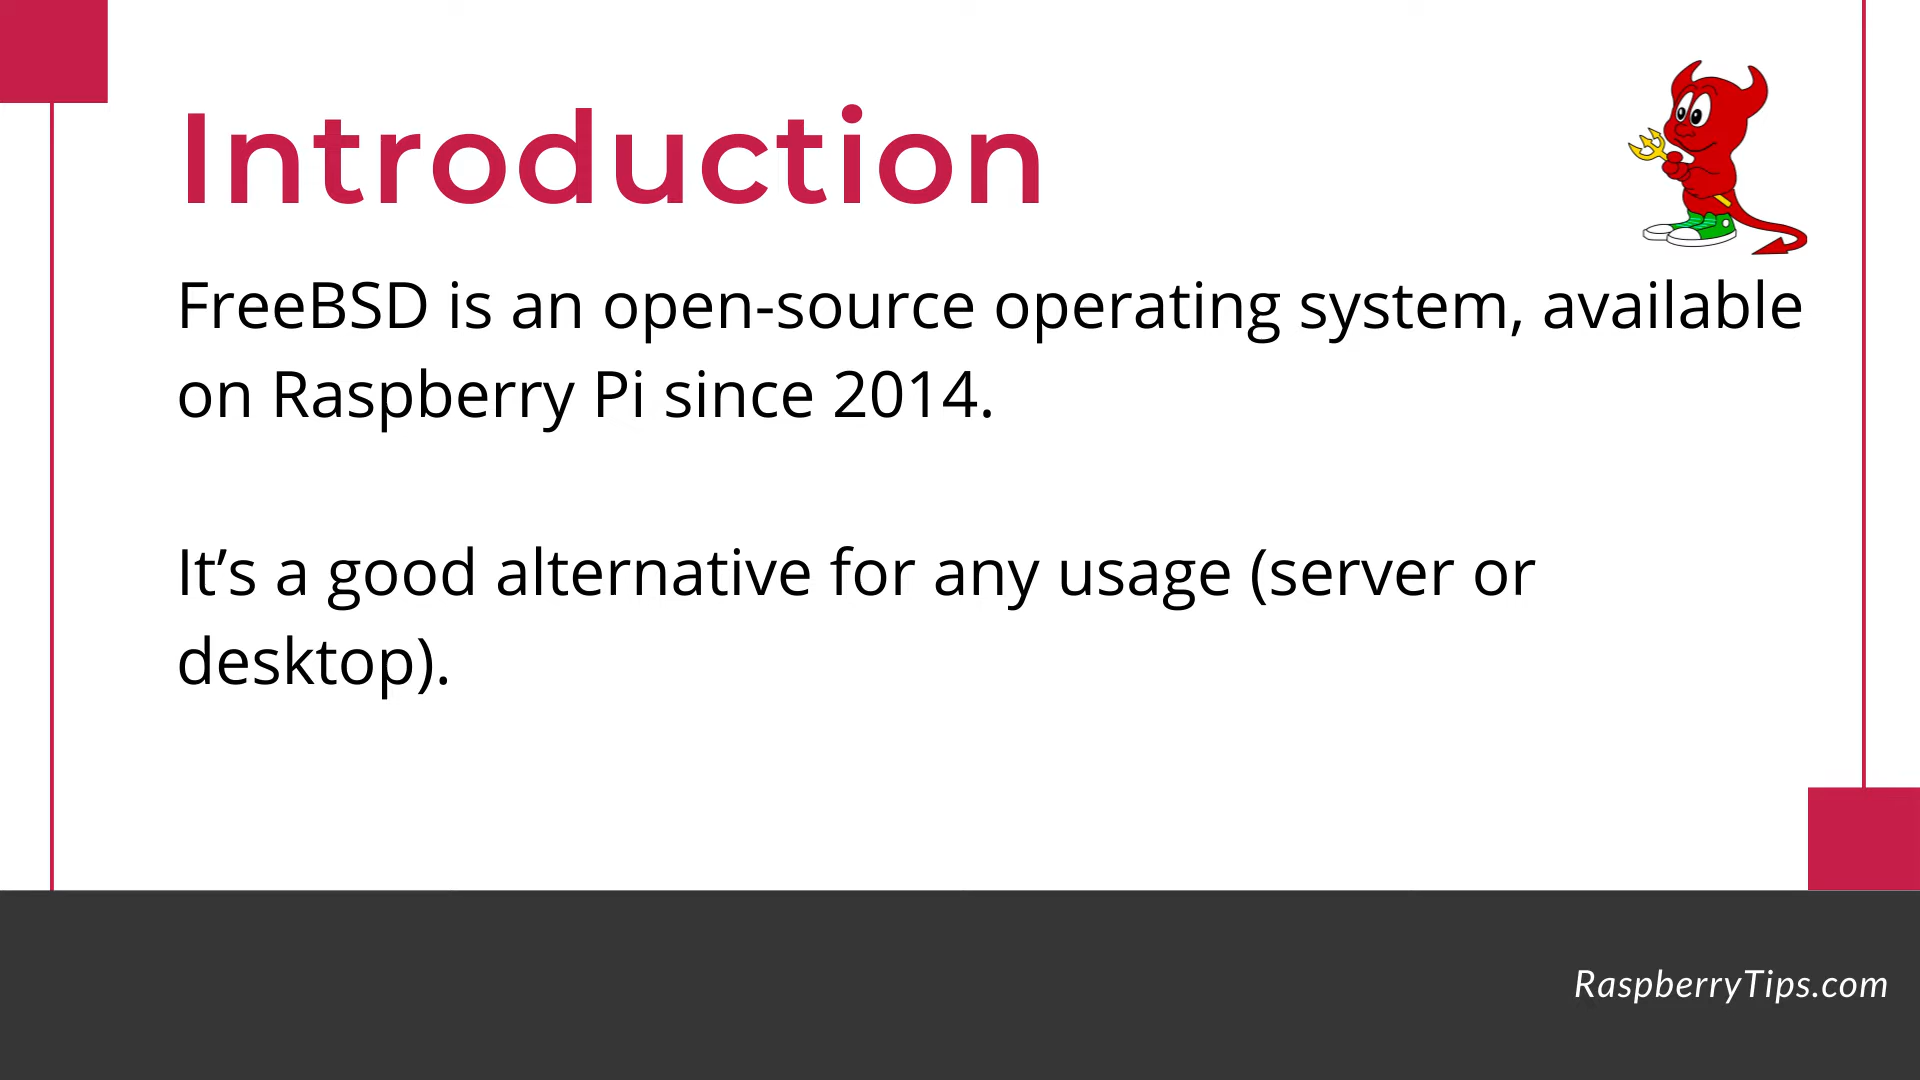 Introduction
FreeBSD is an open-source operating system, available
on Raspberry Pi since 2014.
It’s a good alternative for any usage (server or
desktop).
RaspberryTips.com